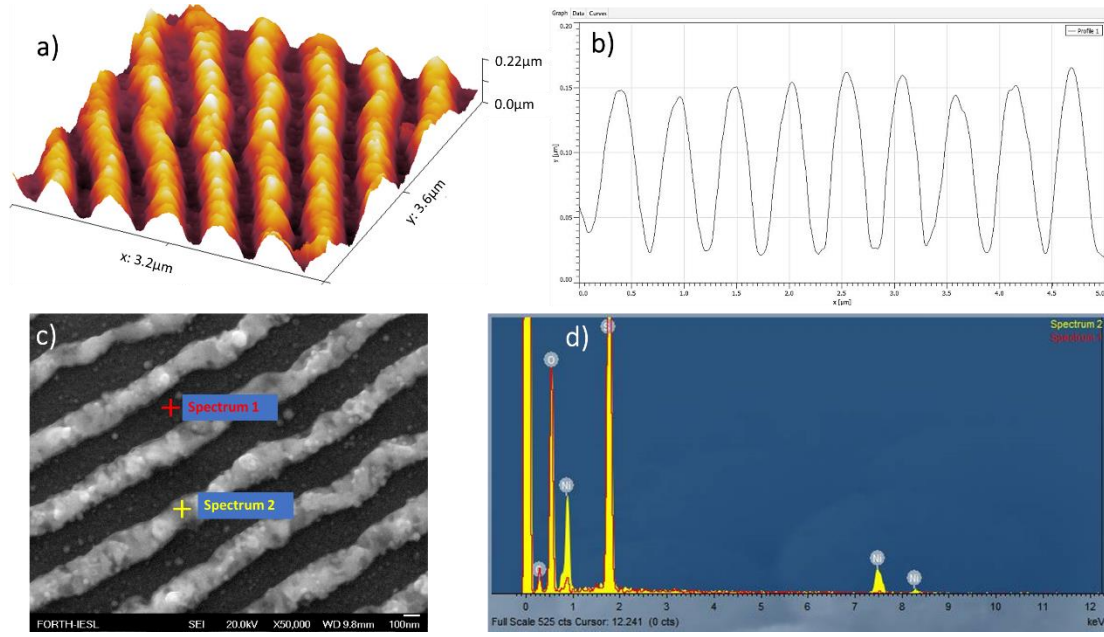 a)
0.22μm
0.0μm
y: 3.6μm
x: 3.2μm
Graph Data Curves
b)
Profile 1
0.20
0.15
0.10
0.05
0.00
y [μm]
0.0 0.5 1.0 1.5 2.0 2.5 3.0 3.5 4.0 4.5 5.0
x [μm]
c)
Spectrum 1
Spectrum 2
FORTH-IESL SEI 20.0kV X50,000 WD 9.8mm 100nm
d)
Spectrum 2
Spectrum 1
O
Ni
Ni
Ni
0 1 2 3 4 5 6 7 8 9 10 11 12
Full Scale 525 cts Cursor: 12.241 (0 cts)
keV